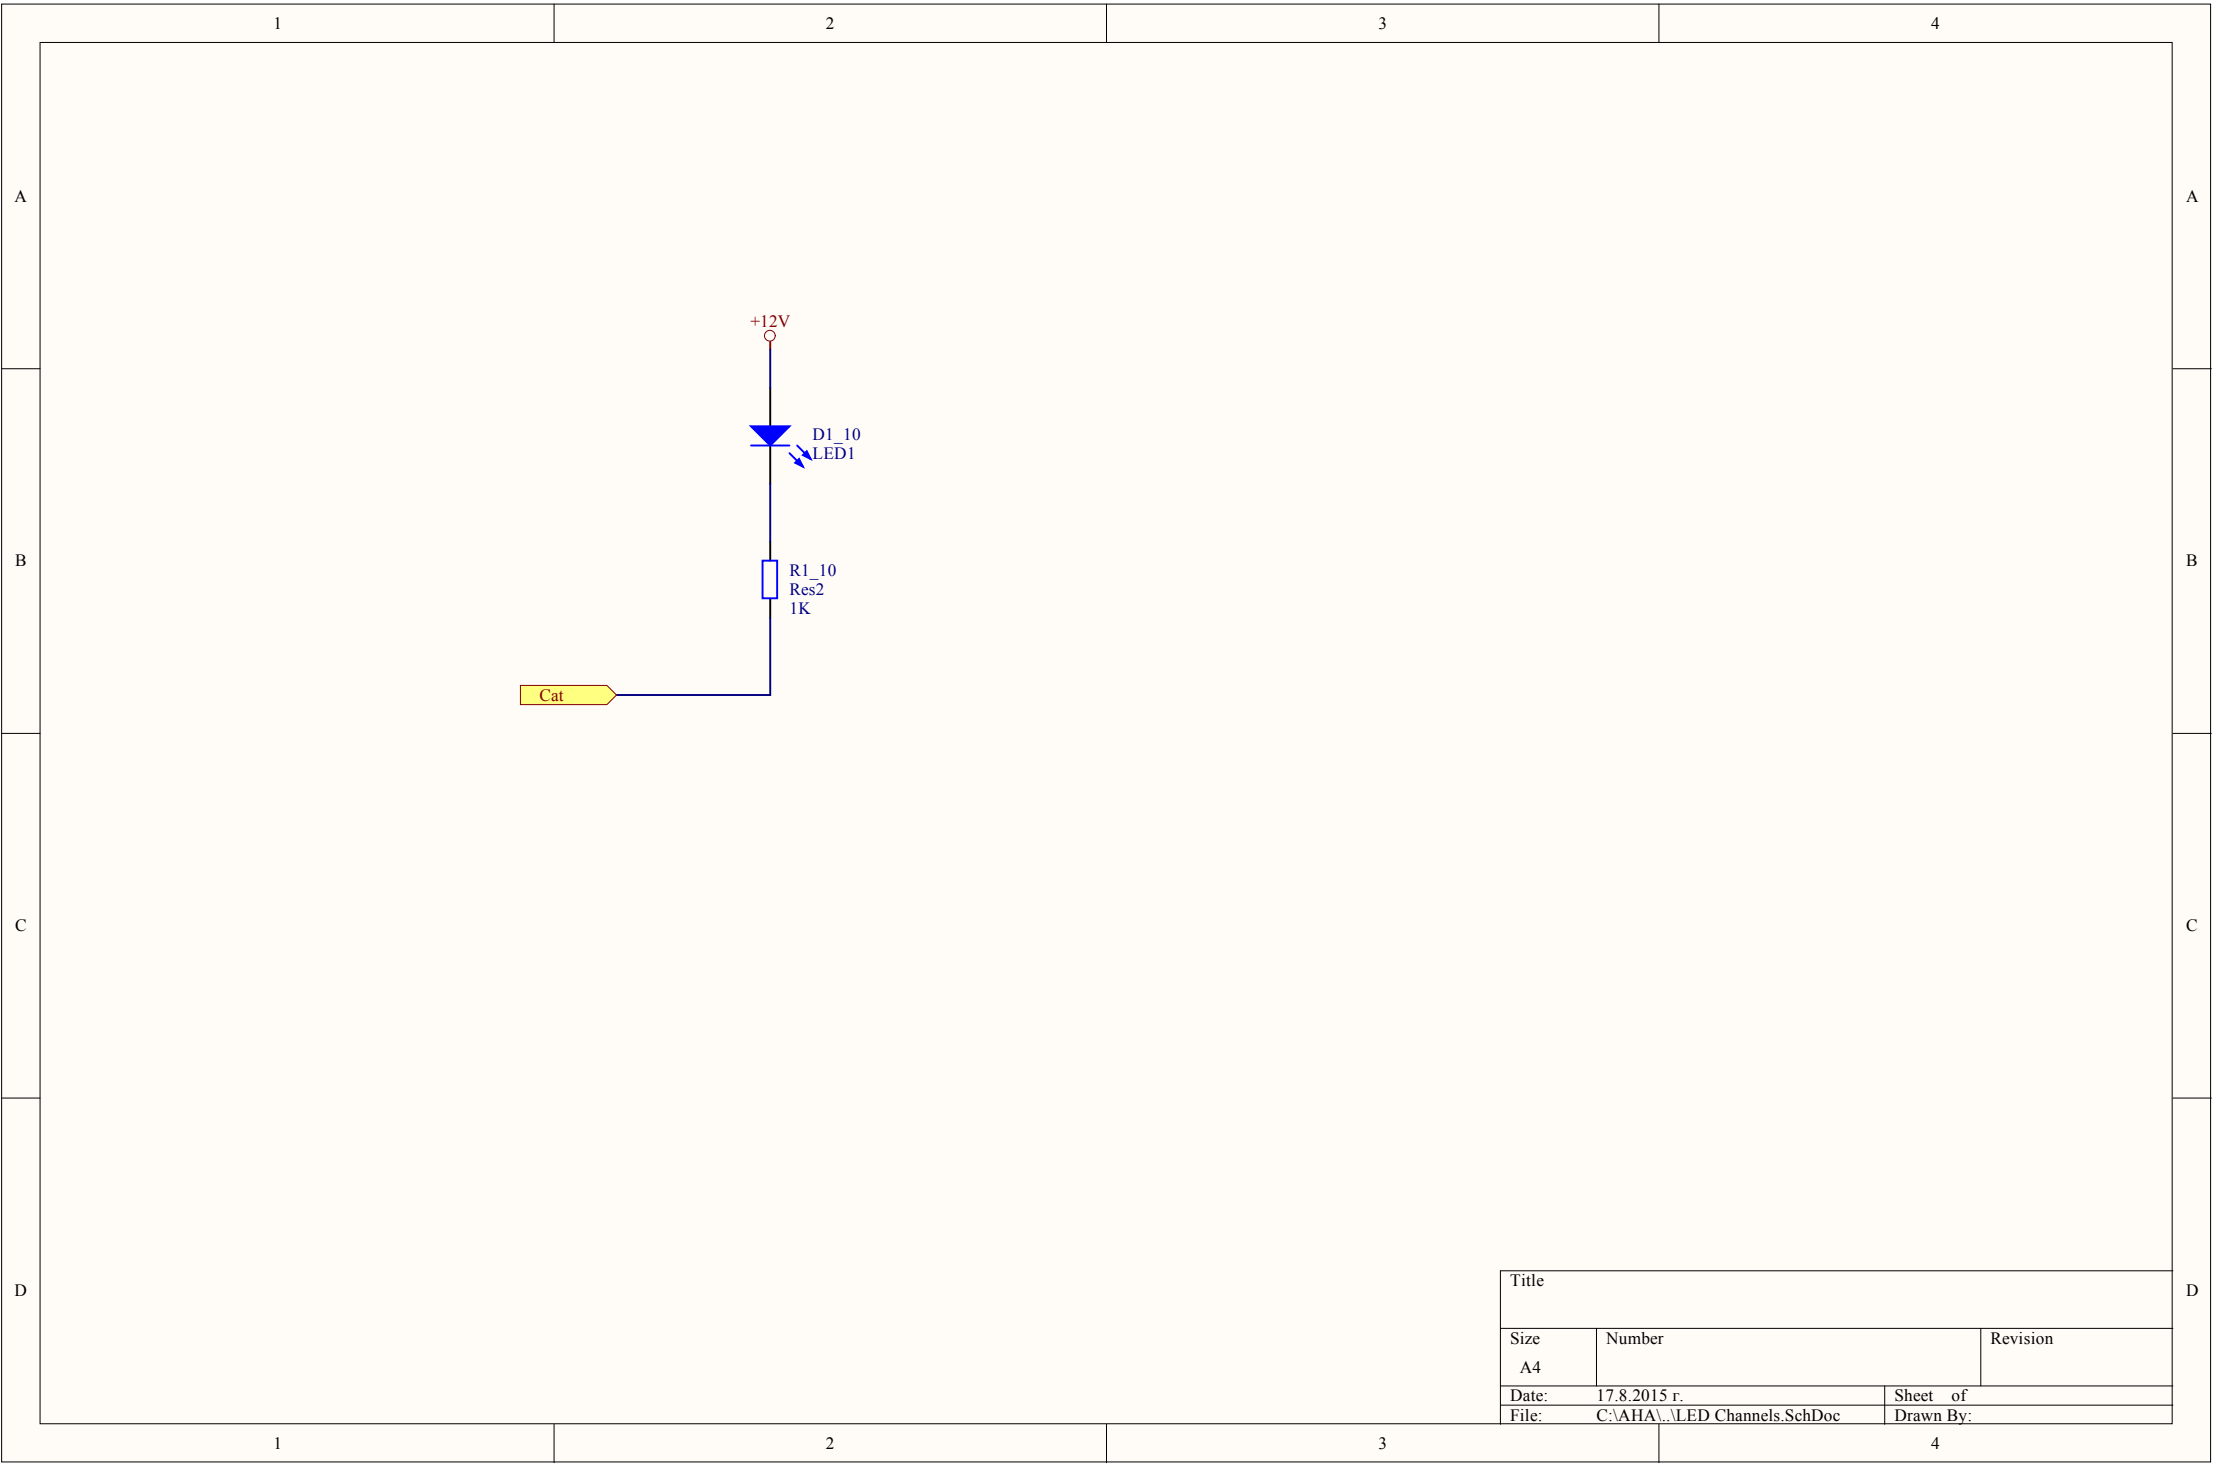 1 2 3 4
A A
+12V
D1_10
LED1
B B
R1_10
Res2
1K
Cat
C C
D D
Title
Size Number Revision
A4
Date: 17.8.2015 г. Sheet of
File: C:\AHA\..\LED Channels.SchDoc Drawn By:
1 2 3 4